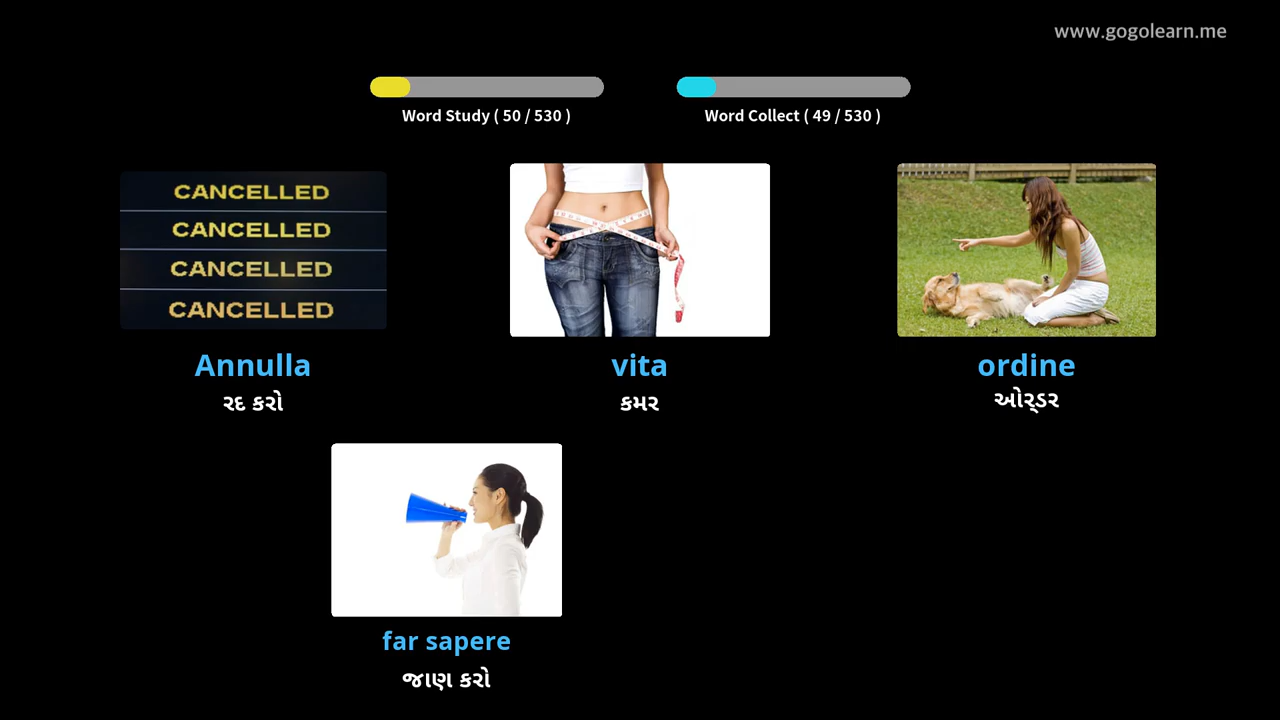 www.gogolearn.me
Word Study ( 50 / 530 )
Word Collect ( 49 / 530 )
CANCELLED
CANCELLED
CANCELLED
CANCELLED
Annulla
રદ કરો
vita
કમર
ordine
ઓર્ડર
far sapere
જાણ કરો